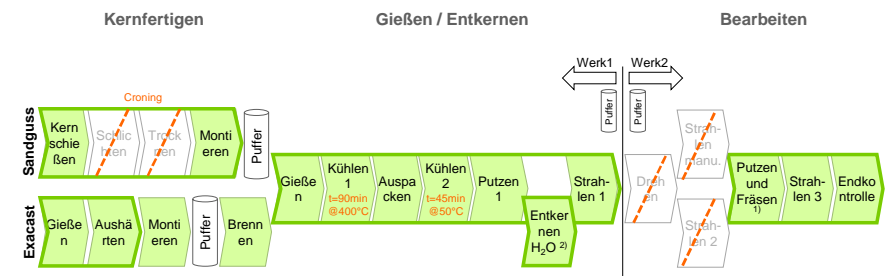 Kernfertigen
Gießen / Entkernen
Bearbeiten
Werk1
Werk2
Puffer
Puffer
Croning
Sandguss
Kern
schie
ßen
Schlic
hten
Trock
nen
Monti
eren
Puffer
Strah-
len
manu.
Gieße
n
Kühlen
1
t=90min
@400°C
Auspa
cken
Kühlen
2
t=45min
@50°C
Putzen
1
Strah-
len 1
Dreh
en
Putzen
und
Fräsen
1)
Strah-
len 3
Endko
ntrolle
Exacast
Gieße
n
Aushä
rten
Monti
eren
Puffer
Brenn
en
Entker
nen
H2O 2)
Strah-
len 2